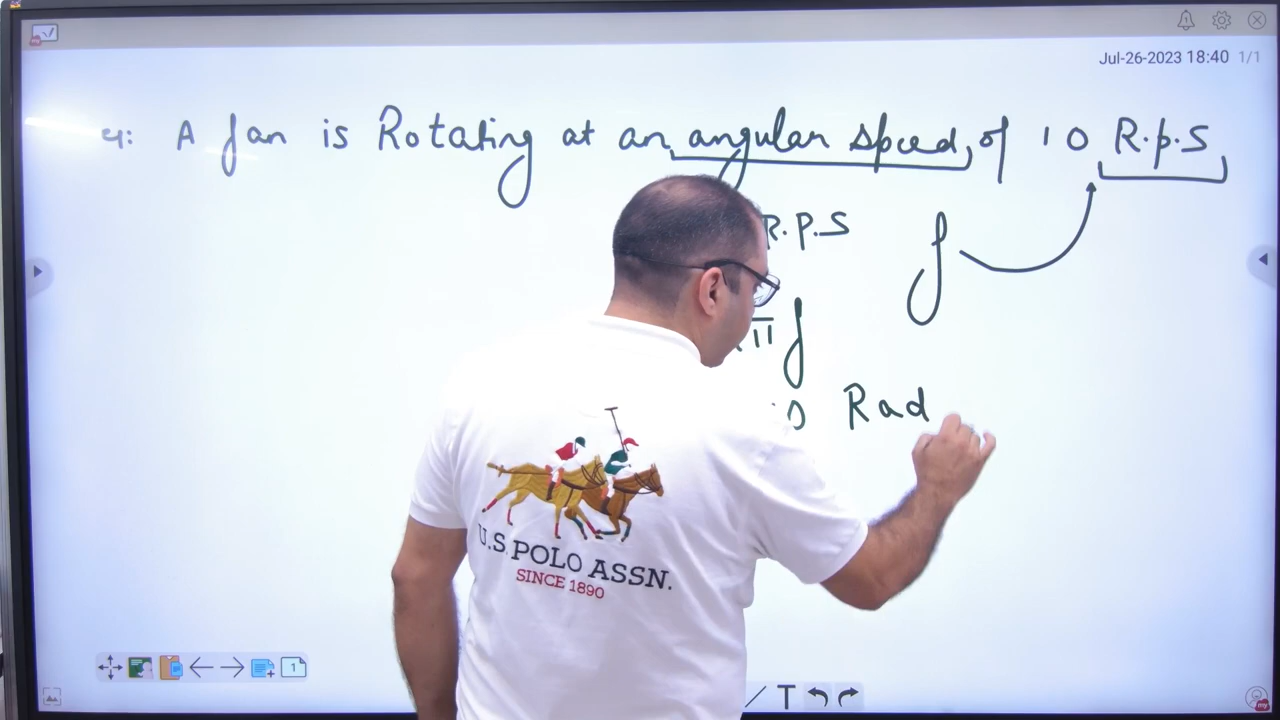 Jul-26-2023 18:40 1/1
4: A fan is Rotating at an angular speed, of 10 R.p.S
R.P.S f
π f
Rad
U.S. POLO ASSN.
SINCE 1890
1
T